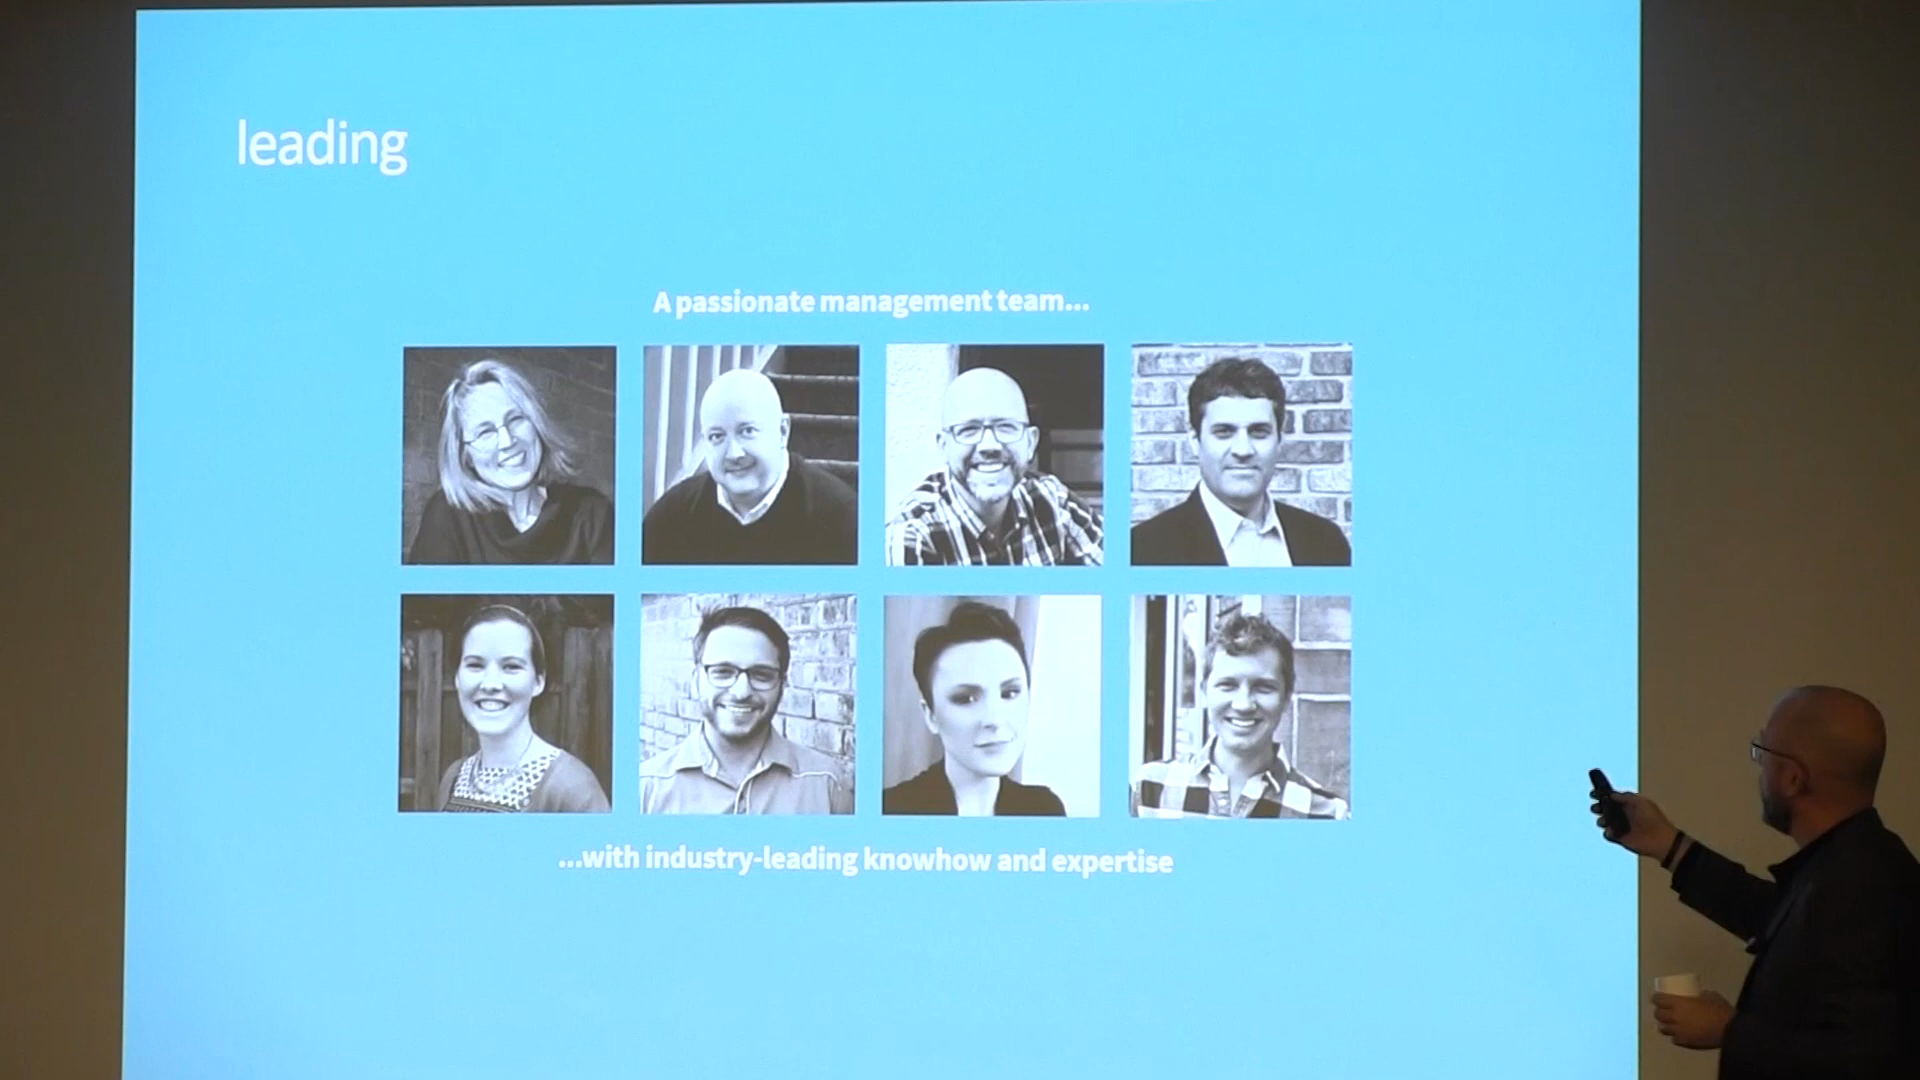 leading
A passionate management team...
...with industry-leading knowhow and expertise